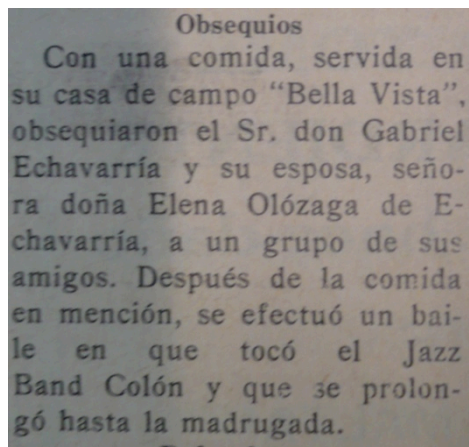 Obsequios
Con una comida, servida en
su casa de campo “Bella Vista”,
obsequiaron el Sr. don Gabriel
Echavarría y su esposa, seño-
ra doña Elena Olózaga de E-
chavarría, a un grupo de sus
amigos. Después de la comida
en mención, se efectuó un bai-
le en que tocó el Jazz
Band Colón y que se prolon-
gó hasta la madrugada.